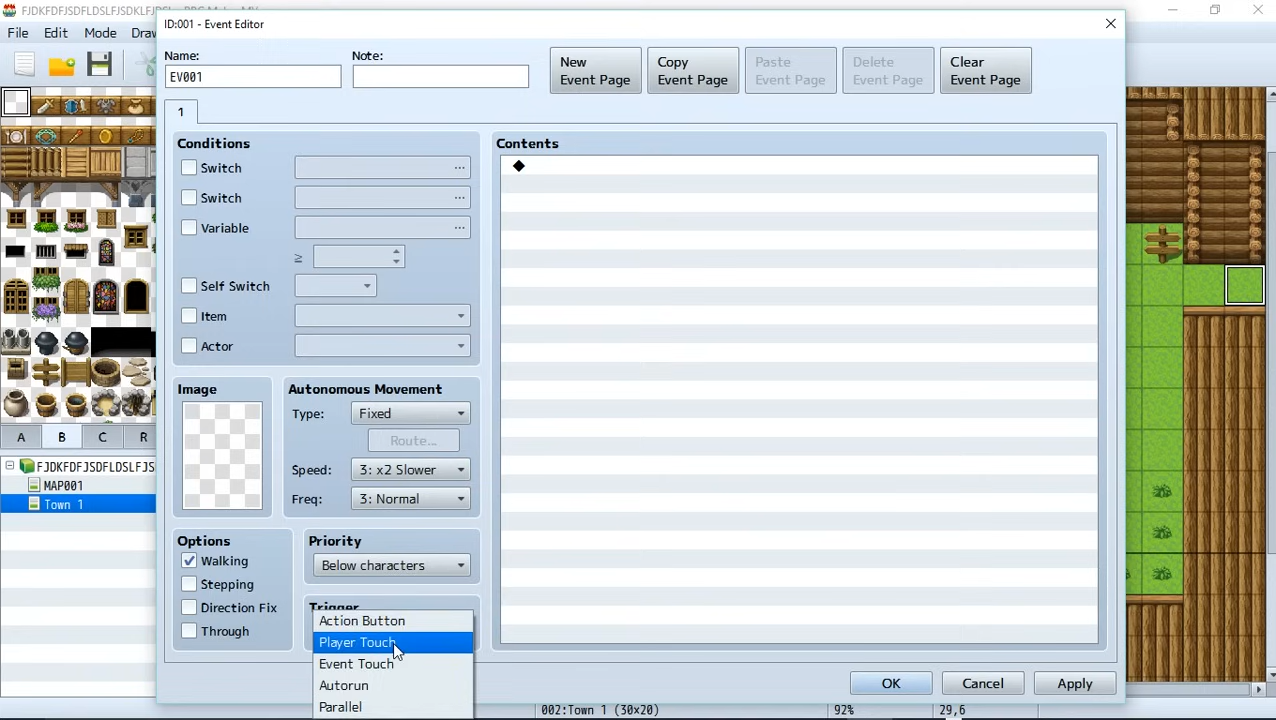 FJDKFDFJSDFLDSLFJSDKLFJS
ID:001 - Event Editor
File Edit Mode Draw
Name:
EV001
Note:
New
Event Page
Copy
Event Page
Paste
Event Page
Delete
Event Page
Clear
Event Page
1
Conditions
Switch ...
Switch ...
Variable ...
≥
Self Switch
Item
Actor
Image
Autonomous Movement
Type: Fixed
Route...
Speed: 3: x2 Slower
Freq: 3: Normal
Options
Walking
Stepping
Direction Fix
Through
Priority
Below characters
Trigger
Action Button
Player Touch
Event Touch
Autorun
Parallel
Contents
A B C R
FJDKFDFJSDFLDSLFJS
MAP001
Town 1
OK Cancel Apply
002:Town 1 (30x20) 92% 29,6